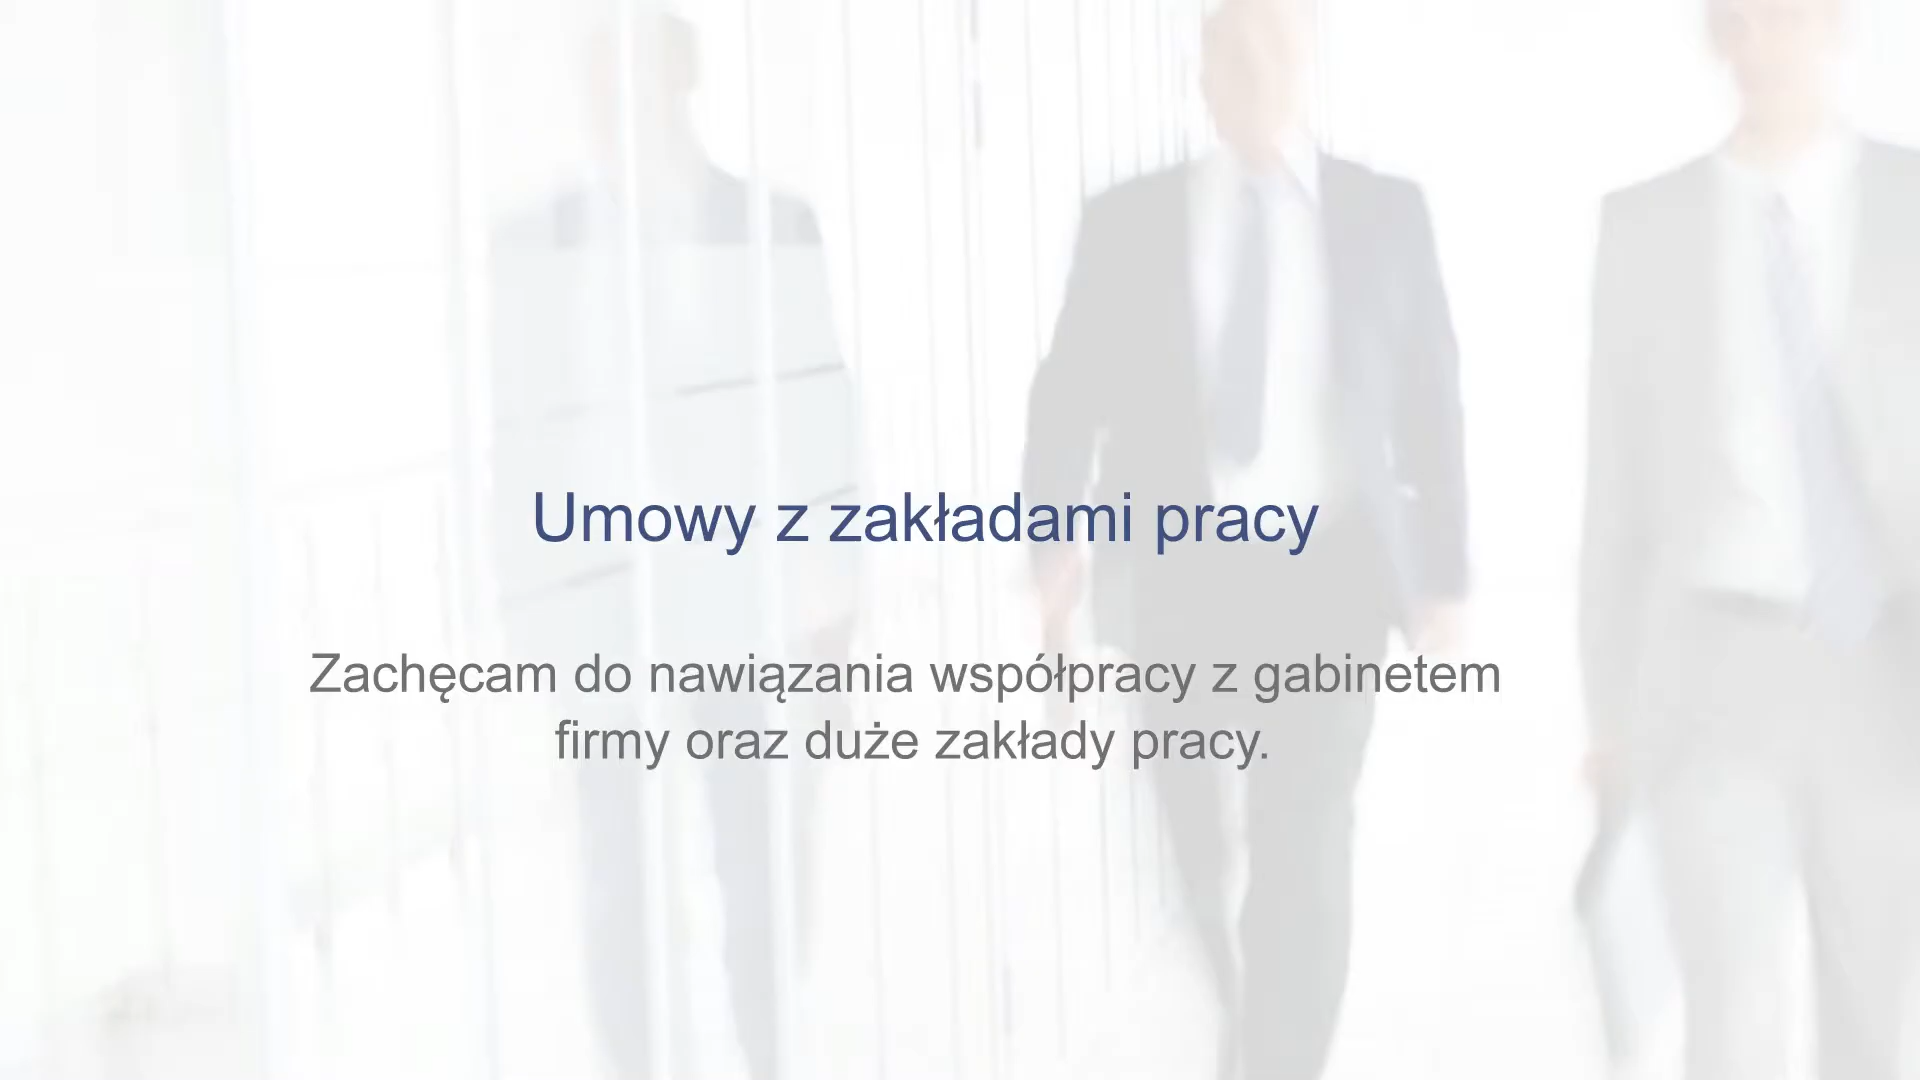 Umowy z zakładami pracy
Zachęcam do nawiązania współpracy z gabinetem
firmy oraz duże zakłady pracy.